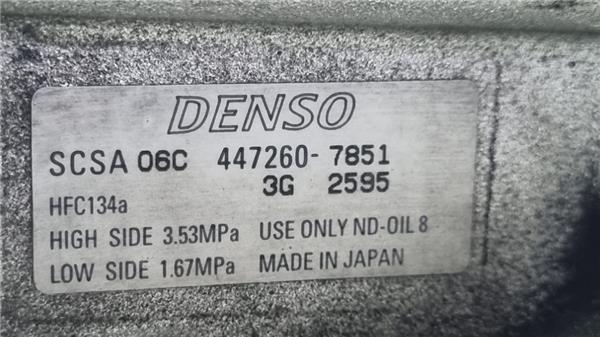 DENSO
SCSA 06C 447260-7851
3G 2595
HFC134a
HIGH SIDE 3.53MPa USE ONLY ND-OIL 8
LOW SIDE 1.67MPa MADE IN JAPAN